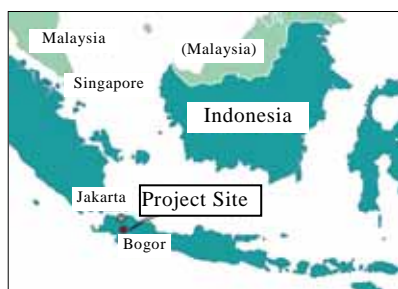 Malaysia
(Malaysia)
Singapore
Indonesia
Jakarta
Project Site
Bogor